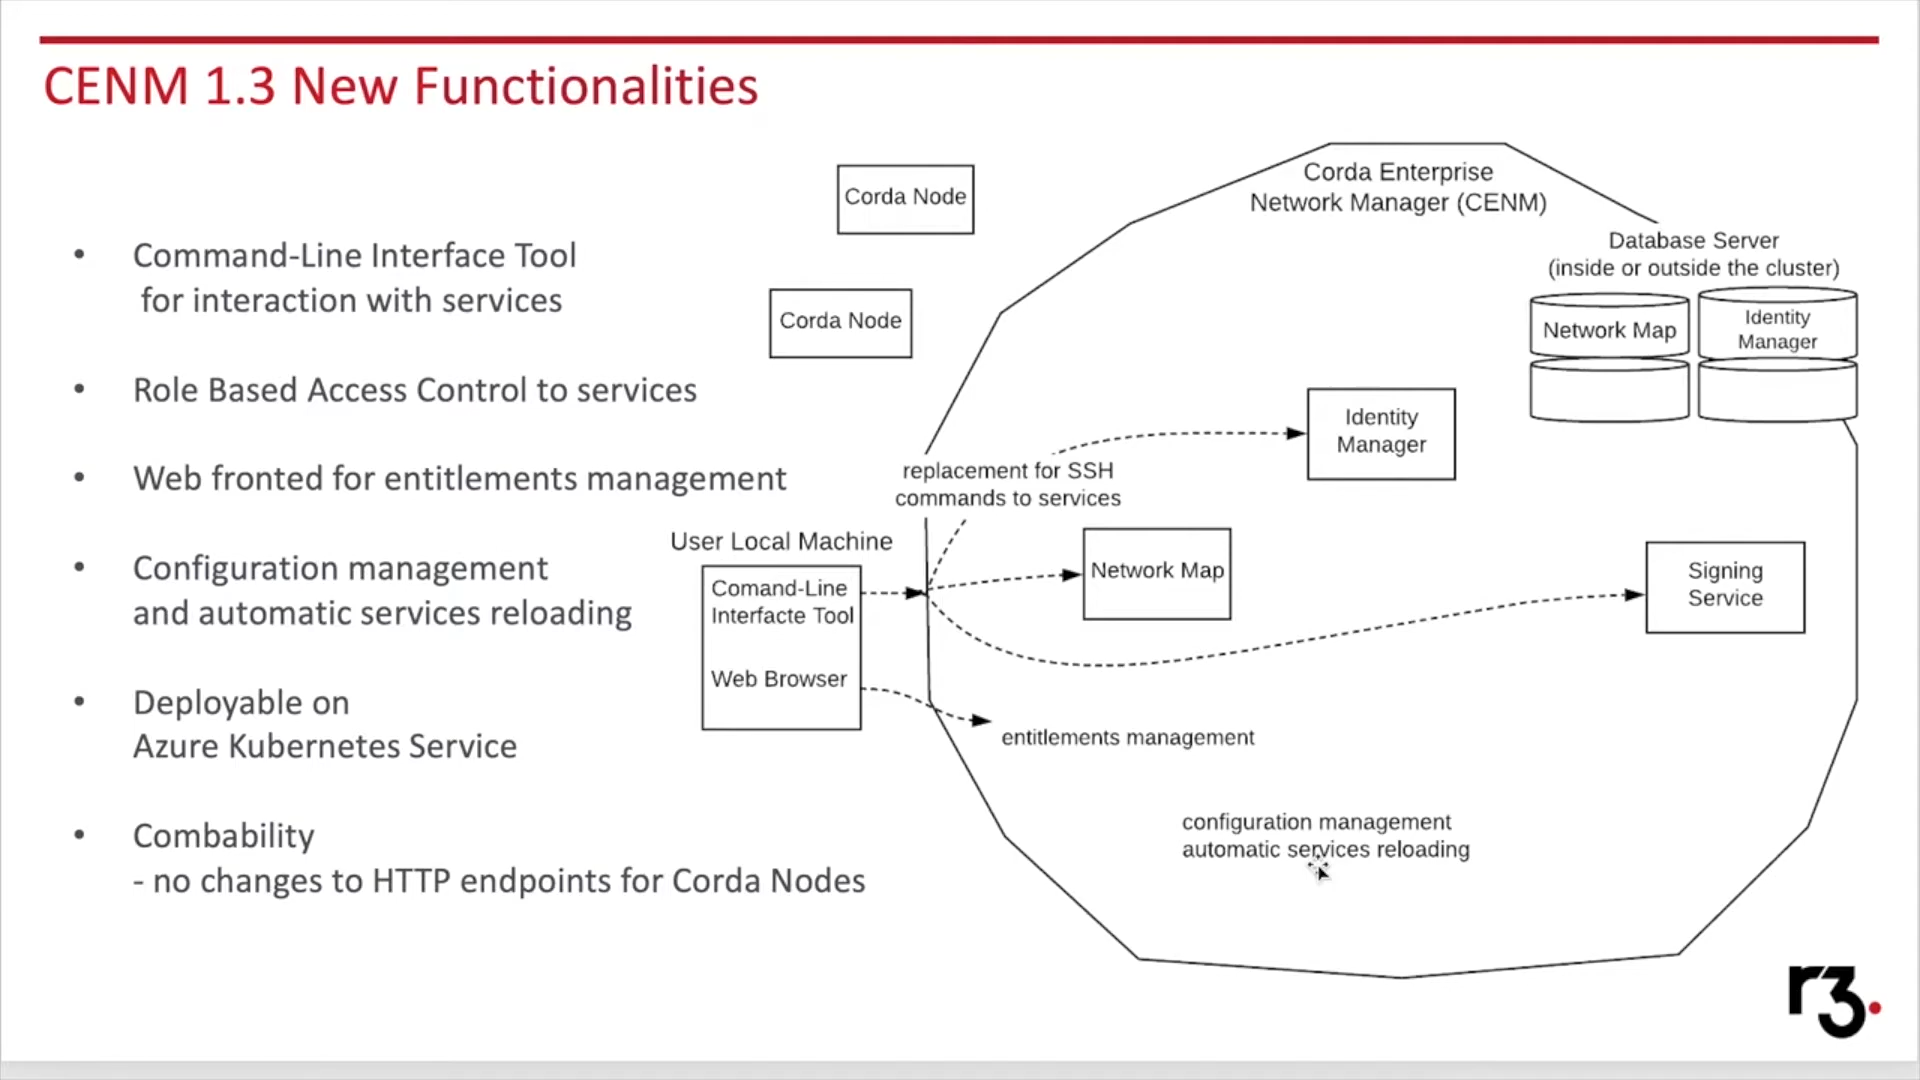 CENM 1.3 New Functionalities
• Command-Line Interface Tool
for interaction with services
• Role Based Access Control to services
• Web fronted for entitlements management
• Configuration management
and automatic services reloading
• Deployable on
Azure Kubernetes Service
• Combability
- no changes to HTTP endpoints for Corda Nodes
Corda Node
Corda Node
Corda Enterprise
Network Manager (CENM)
Database Server
(inside or outside the cluster)
Network Map
Identity
Manager
Identity
Manager
replacement for SSH
commands to services
User Local Machine
Comand-Line
Interfacte Tool
Web Browser
Network Map
Signing
Service
entitlements management
configuration management
automatic services reloading
r3.